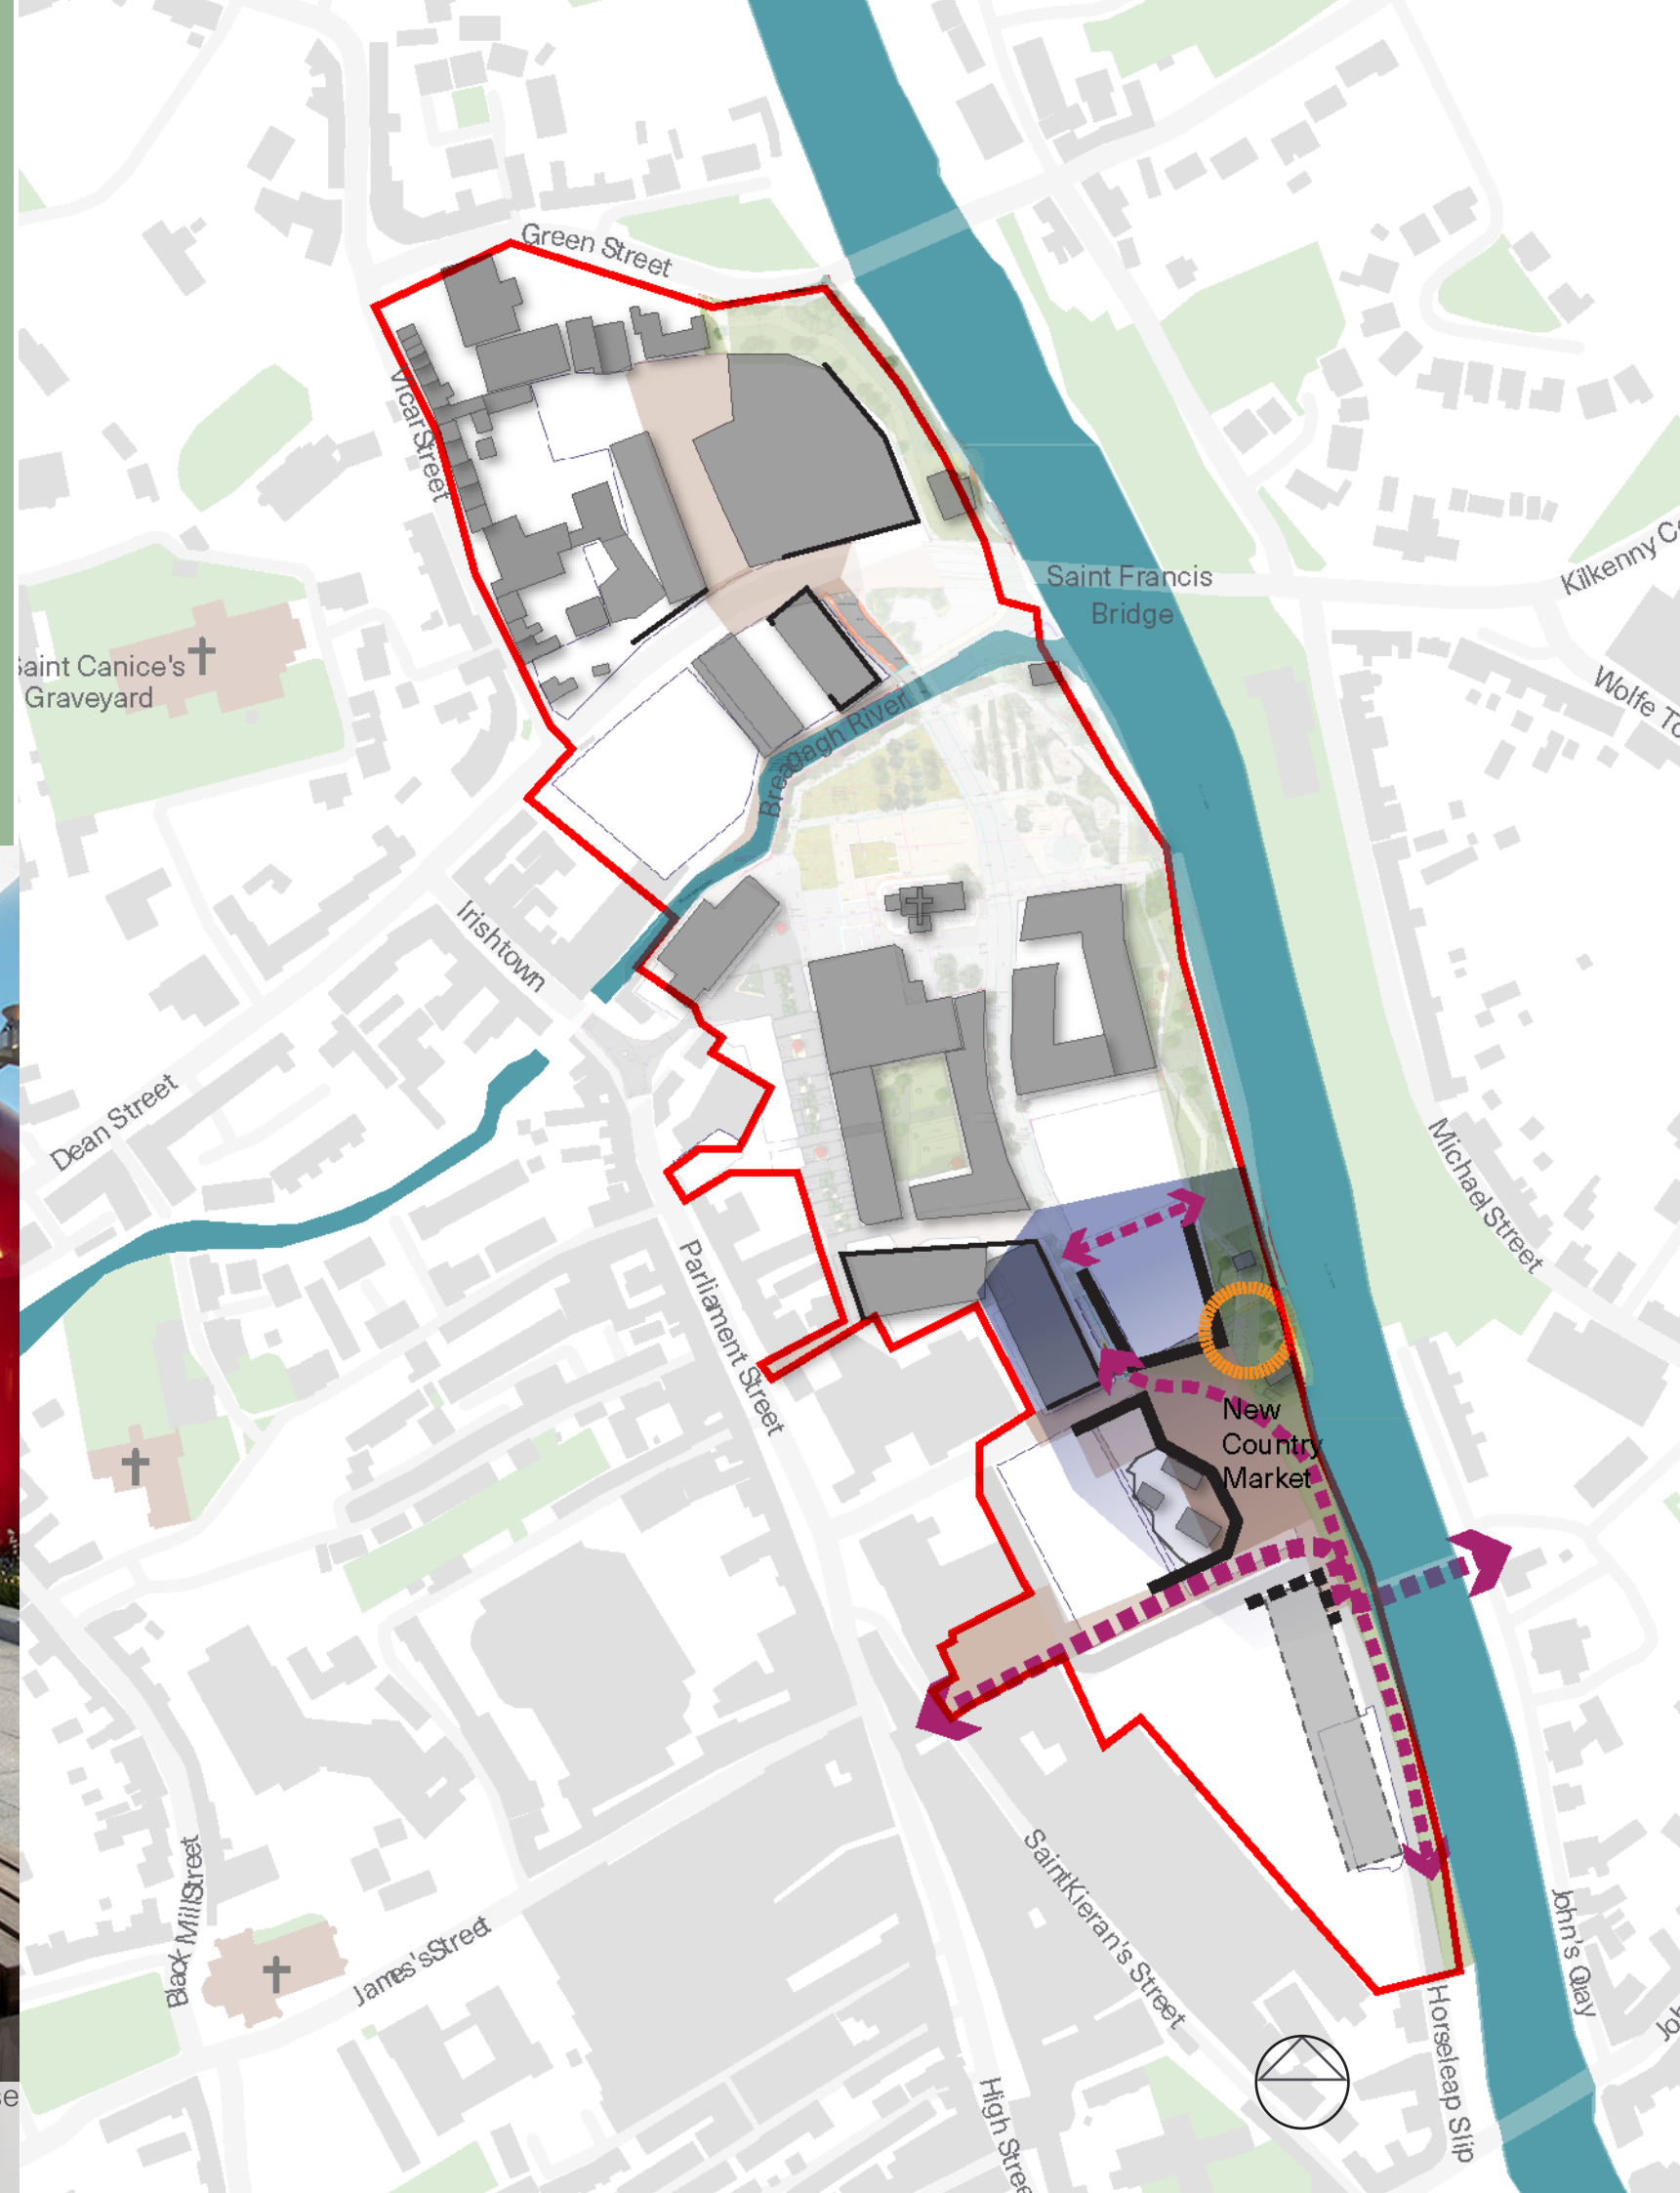 Green Street
Vicar Street
Saint Francis
Bridge
Kilkenny
Saint Canice's
Graveyard
Wolfe
Breagagh River
Irishtown
Dean Street
Michael Street
Parliament Street
New
Country
Market
Black Mill Street
James's Street
Saint Kieran's Street
John's Quay
Horseleap Slip
High Stree
se